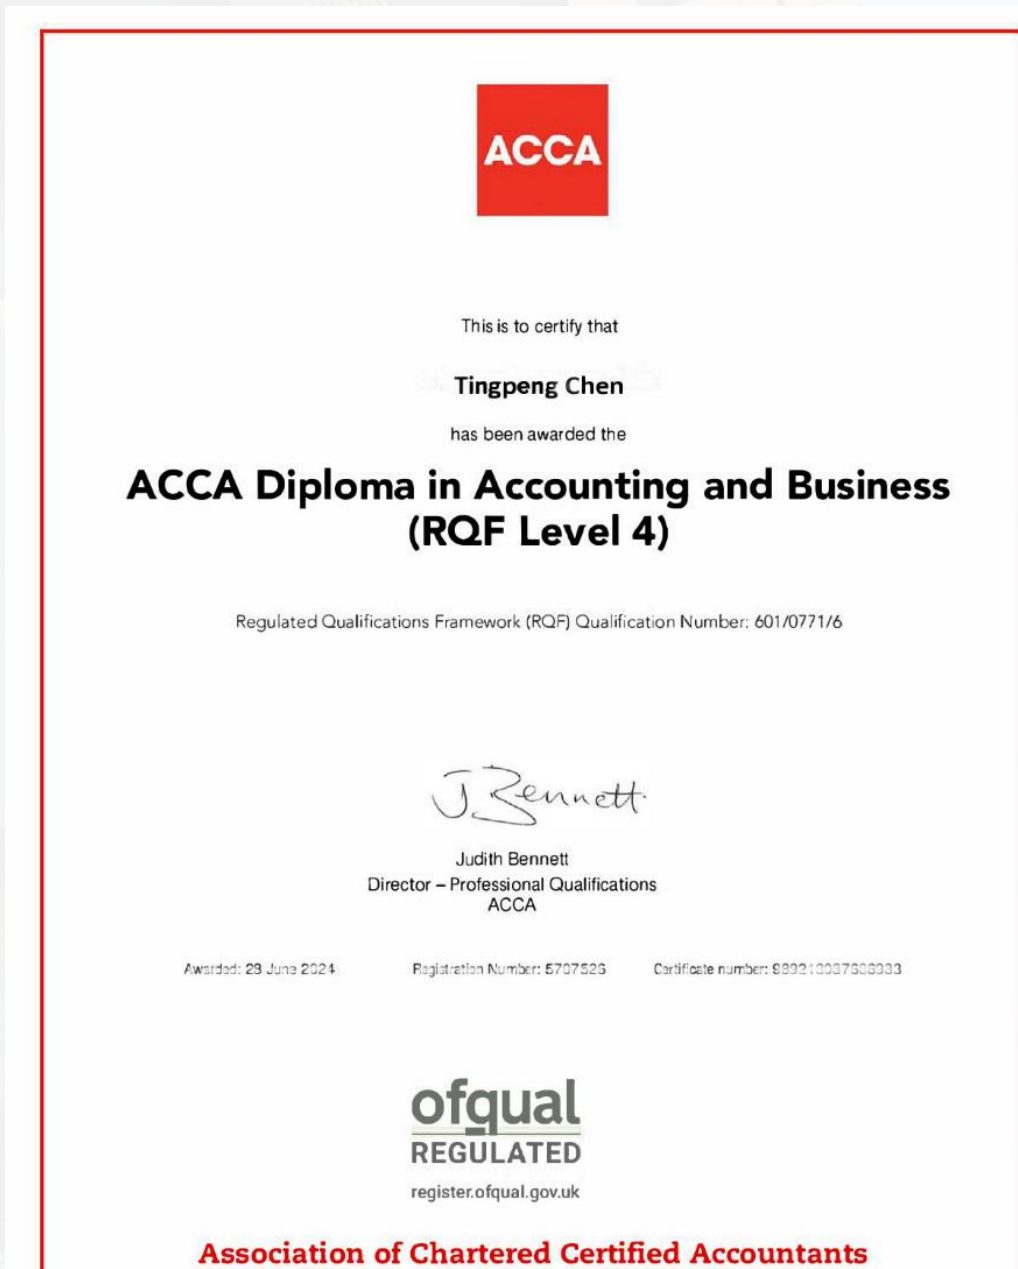 ACCA
This is to certify that
Tingpeng Chen
has been awarded the
ACCA Diploma in Accounting and Business
(RQF Level 4)
Regulated Qualifications Framework (RQF) Qualification Number: 601/0771/6
J Bennett
Judith Bennett
Director – Professional Qualifications
ACCA
Awarded: 28 June 2024 Registration Number: 5707526 Certificate number:
ofqual
REGULATED
register.ofqual.gov.uk
Association of Chartered Certified Accountants